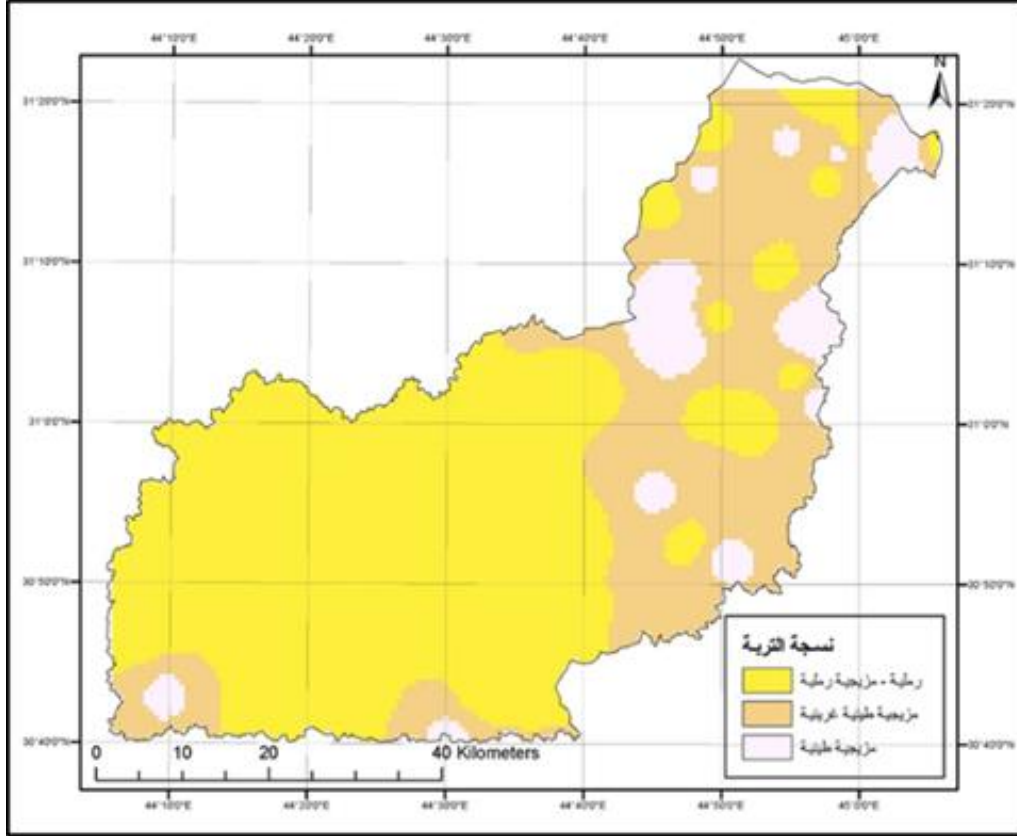 44°10'0"E 44°20'0"E 44°30'0"E 44°40'0"E 44°50'0"E 45°0'0"E
N
31°20'0"N 31°20'0"N
31°10'0"N 31°10'0"N
31°0'0"N 31°0'0"N
30°50'0"N 30°50'0"N
نسجة التربة
رملية - مزيجية رملية
مزيجية طينية غرينية
مزيجية طينية
30°40'0"N 30°40'0"N
0 10 20 40 Kilometers
44°10'0"E 44°20'0"E 44°30'0"E 44°40'0"E 44°50'0"E 45°0'0"E